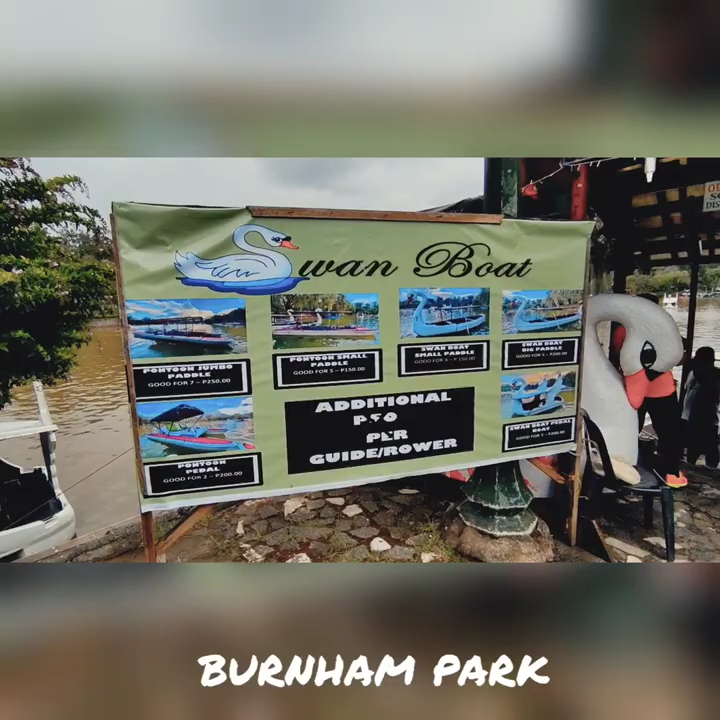 Swan Boat
PONTOON JUMBO
PADDLE
GOOD FOR 7 - P250.00
PONTOON SMALL
PADDLE
GOOD FOR 5 - P150.00
SWAN BOAT
SMALL PADDLE
GOOD FOR 4 - P 150.00
SWAN BOAT
BIG PADDLE
PONTOON
PEDAL
GOOD FOR 2 - P200.00
ADDITIONAL
P50
PER
GUIDE/ROWER
SWAN BOAT PEDAL
BOAT
BURNHAM PARK